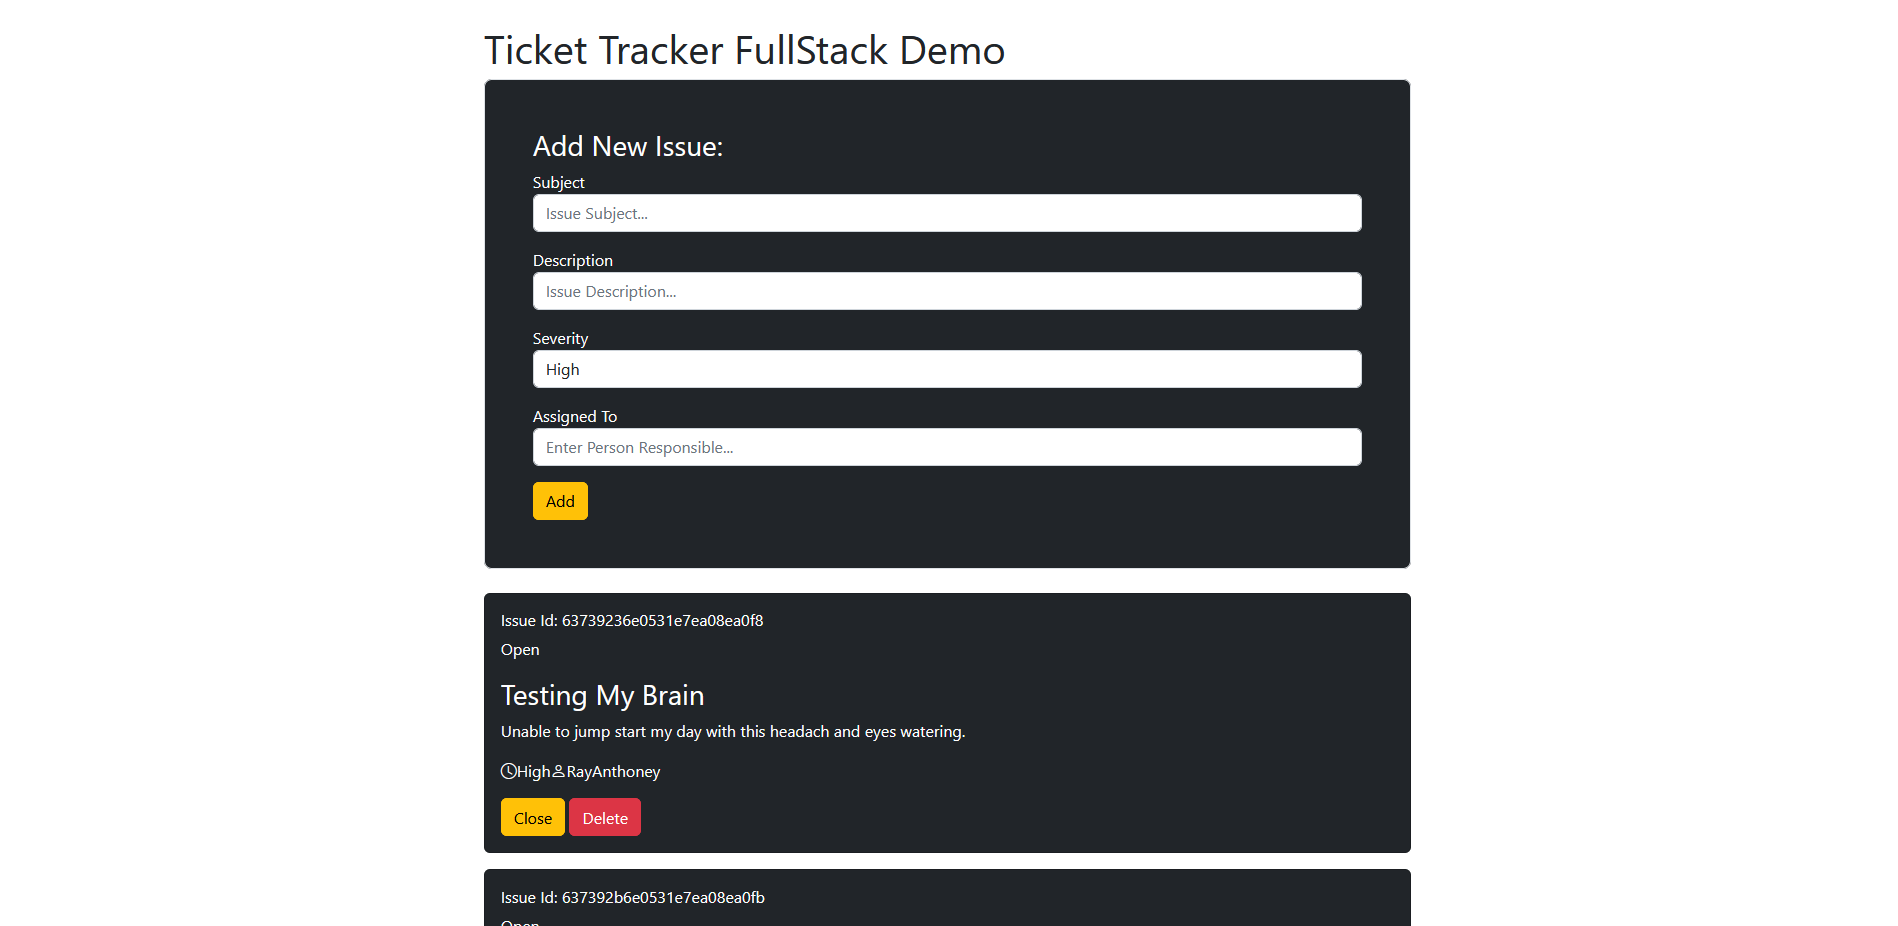 Ticket Tracker FullStack Demo
Add New Issue:
Subject
Issue Subject...
Description
Issue Description...
Severity
High
Assigned To
Enter Person Responsible...
Add
Issue Id: 63739236e0531e7ea08ea0f8
Open
Testing My Brain
Unable to jump start my day with this headach and eyes watering.
High RayAnthoney
Close Delete
Issue Id: 637392b6e0531e7ea08ea0fb
Open